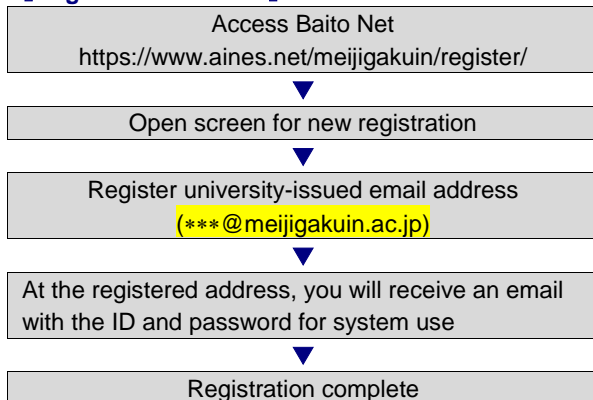 Access Baito Net
https://www.aines.net/meijigakuin/register/
▼
Open screen for new registration
▼
Register university-issued email address
(***@meijigakuin.ac.jp)
▼
At the registered address, you will receive an email
with the ID and password for system use
▼
Registration complete